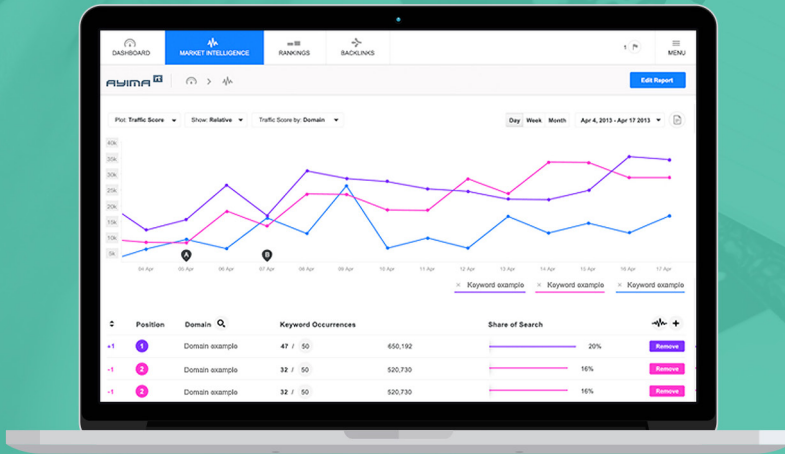 DASHBOARD
MARKET INTELLIGENCE
RANKINGS
BACKLINKS
1
MENU
AYIMA rt
Edit Report
Plot: Traffic Score
Show: Relative
Traffic Score by: Domain
Day Week Month
Apr 4, 2013 - Apr 17 2013
40k
35k
30k
25k
20k
15k
10k
5k
A
B
04 Apr
05 Apr
06 Apr
07 Apr
08 Apr
09 Apr
10 Apr
11 Apr
12 Apr
13 Apr
14 Apr
15 Apr
16 Apr
17 Apr
× Keyword example
× Keyword example
× Keyword example
Position
Domain
Keyword Occurrences
Share of Search
+1 1 Domain example 47 / 50 650,192 20% Remove
-1 2 Domain example 32 / 50 520,730 16% Remove
-1 2 Domain example 32 / 50 520,730 16% Remove